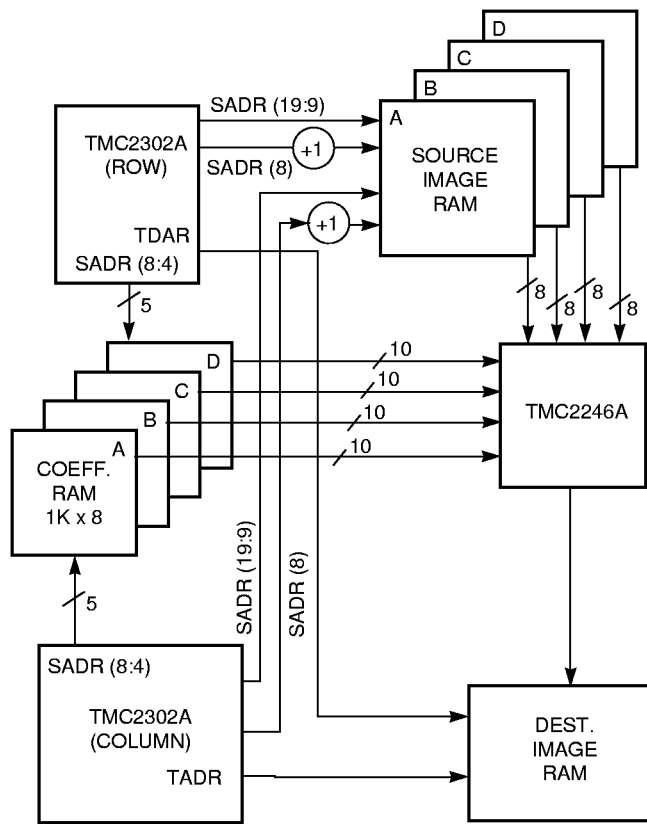 D
C
B
A
SOURCE
IMAGE
RAM
SADR (19:9)
+1
SADR (8)
+1
TMC2302A
(ROW)
TDAR
SADR (8:4)
5
8
8
8
8
D
C
B
A
COEFF.
RAM
1K x 8
10
10
10
10
TMC2246A
5
SADR (19:9)
SADR (8)
SADR (8:4)
TMC2302A
(COLUMN)
TADR
DEST.
IMAGE
RAM